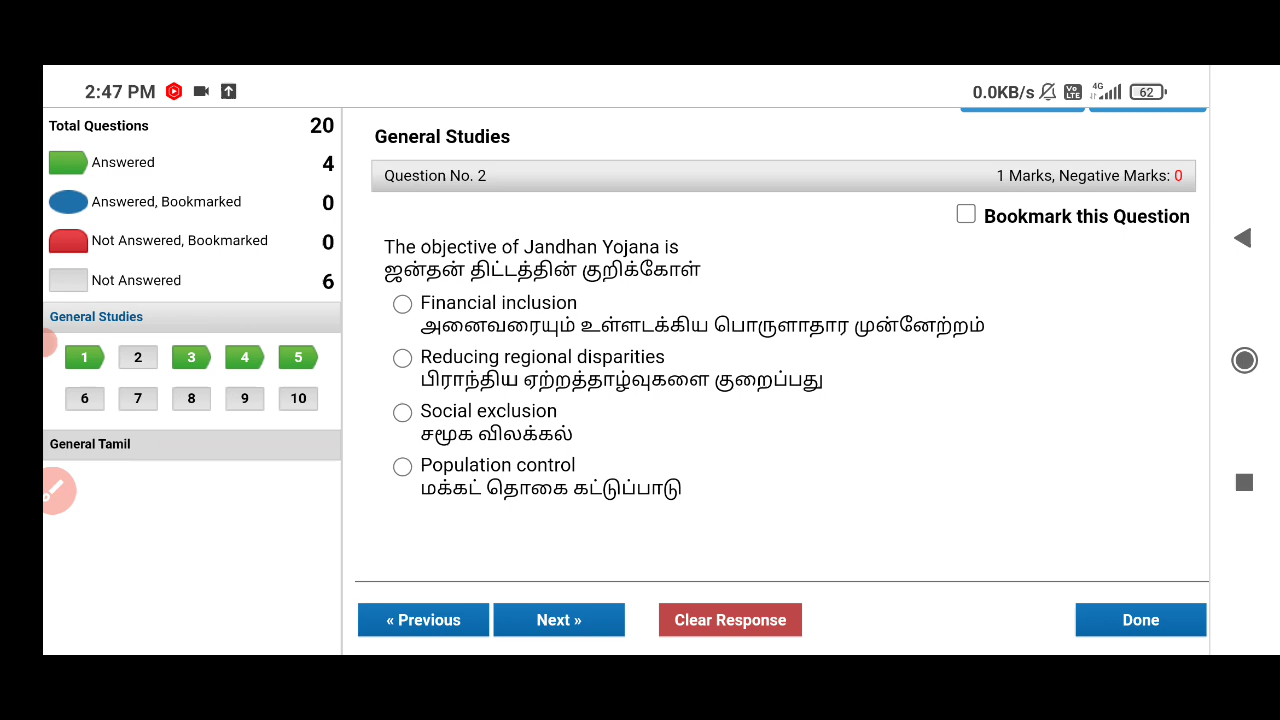 2:47 PM
0.0KB/s Vo LTE 4G 62
Total Questions 20
Answered 4
Answered, Bookmarked 0
Not Answered, Bookmarked 0
Not Answered 6
General Studies
1 2 3 4 5
6 7 8 9 10
General Tamil
General Studies
Question No. 2 1 Marks, Negative Marks: 0
Bookmark this Question
The objective of Jandhan Yojana is
ஜன்தன் திட்டத்தின் குறிக்கோள்
Financial inclusion
அனைவரையும் உள்ளடக்கிய பொருளாதார முன்னேற்றம்
Reducing regional disparities
பிராந்திய ஏற்றத்தாழ்வுகளை குறைப்பது
Social exclusion
சமூக விலக்கல்
Population control
மக்கட் தொகை கட்டுப்பாடு
« Previous Next » Clear Response Done